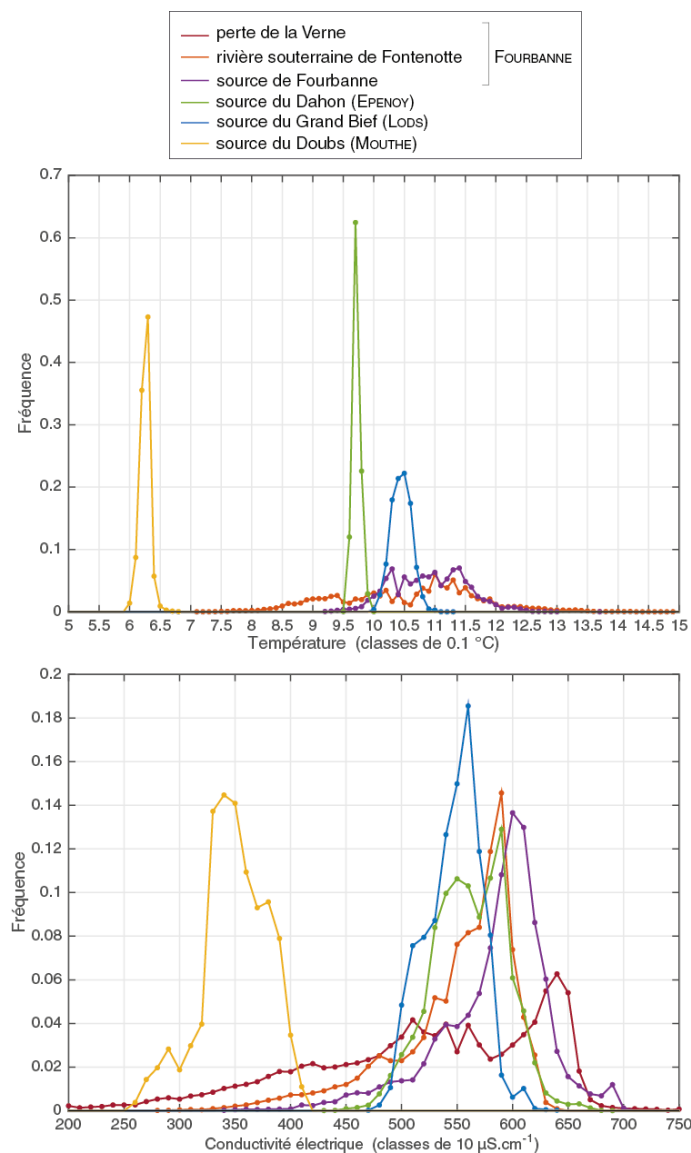 perte de la Verne
rivière souterraine de Fontenotte
FOURBANNE
source de Fourbanne
source du Dahon (EPENOY)
source du Grand Bief (LODS)
source du Doubs (MOUTHE)
0.7
0.6
0.5
0.4
0.3
0.2
0.1
0
Fréquence
5 5.5 6 6.5 7 7.5 8 8.5 9 9.5 10 10.5 11 11.5 12 12.5 13 13.5 14 14.5 15
Température (classes de 0.1 °C)
0.2
0.18
0.16
0.14
0.12
0.1
0.08
0.06
0.04
0.02
0
Fréquence
200 250 300 350 400 450 500 550 600 650 700 750
Conductivité électrique (classes de 10 µS.cm⁻¹)